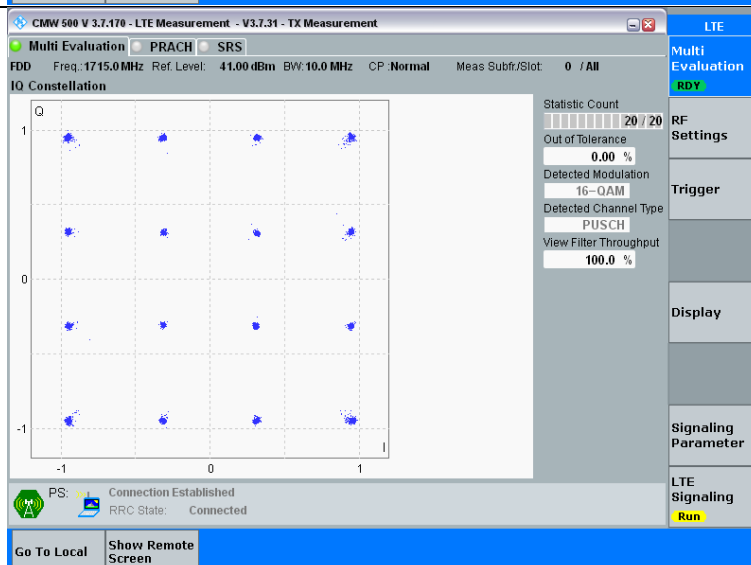 CMW 500 V 3.7.170 - LTE Measurement - V3.7.31 - TX Measurement
LTE
Multi Evaluation PRACH SRS
Multi
Evaluation
RDY
FDD Freq.:1715.0 MHz Ref. Level: 41.00 dBm BW:10.0 MHz CP :Normal Meas Subfr./Slot: 0 / All
IQ Constellation
Q
1
0
-1
-1 0 1
I
Statistic Count
20 / 20
Out of Tolerance
0.00 %
Detected Modulation
16-QAM
Detected Channel Type
PUSCH
View Filter Throughput
100.0 %
RF
Settings
Trigger
Display
Signaling
Parameter
LTE
Signaling
Run
PS: Connection Established
RRC State: Connected
Go To Local
Show Remote
Screen